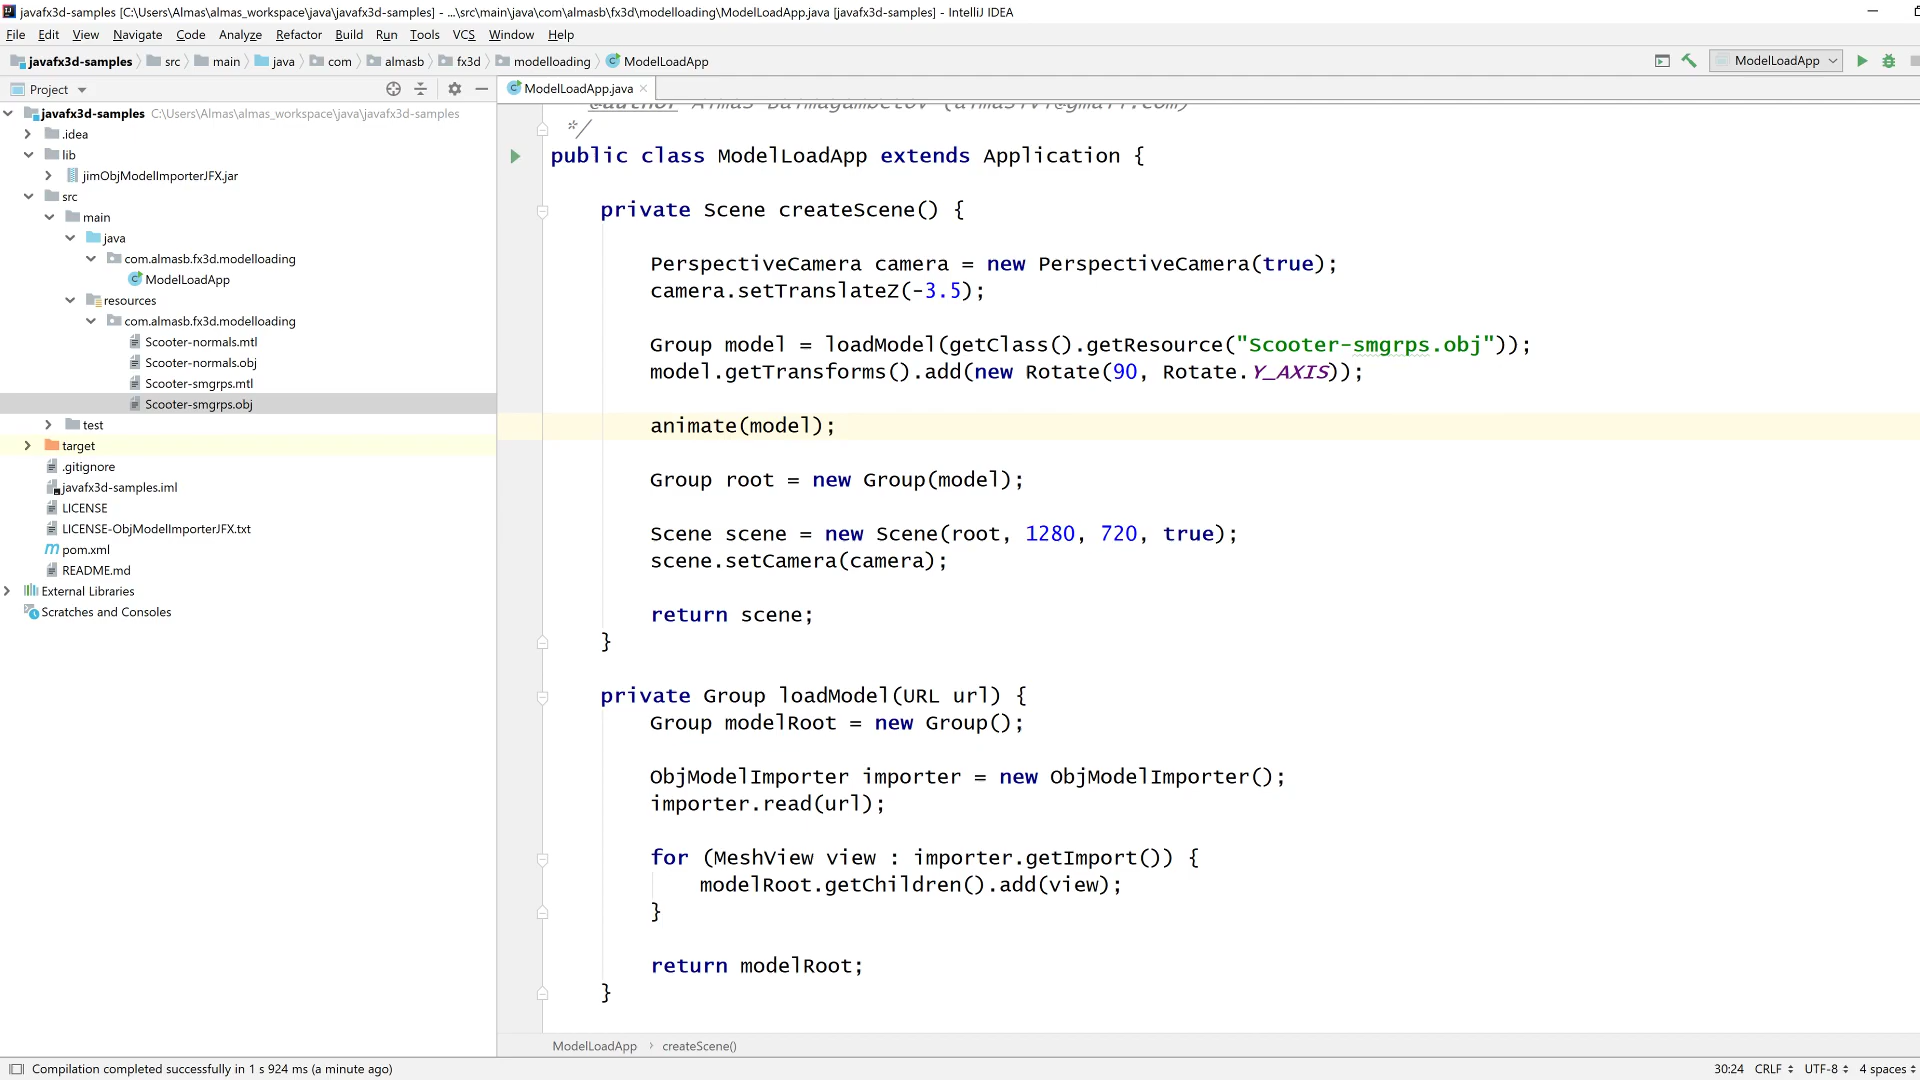 javafx3d-samples [C:\Users\Almas\almas_workspace\java\javafx3d-samples] - ...\src\main\java\com\almasb\fx3d\modelloading\ModelLoadApp.java [javafx3d-samples] - IntelliJ IDEA
File Edit View Navigate Code Analyze Refactor Build Run Tools VCS Window Help
javafx3d-samples src main java com almasb fx3d modelloading ModelLoadApp ModelLoadApp
Project ModelLoadApp.java
javafx3d-samples C:\Users\Almas\almas_workspace\java\javafx3d-samples
.idea
lib
jimObjModelImporterJFX.jar
src
main
java
com.almasb.fx3d.modelloading
ModelLoadApp
resources
com.almasb.fx3d.modelloading
Scooter-normals.mtl
Scooter-normals.obj
Scooter-smgrps.mtl
Scooter-smgrps.obj
test
target
.gitignore
javafx3d-samples.iml
LICENSE
LICENSE-ObjModelImporterJFX.txt
pom.xml
README.md
External Libraries
Scratches and Consoles
*/
public class ModelLoadApp extends Application {
private Scene createScene() {
PerspectiveCamera camera = new PerspectiveCamera(true);
camera.setTranslateZ(-3.5);
Group model = loadModel(getClass().getResource("Scooter-smgrps.obj"));
model.getTransforms().add(new Rotate(90, Rotate.Y_AXIS));
animate(model);
Group root = new Group(model);
Scene scene = new Scene(root, 1280, 720, true);
scene.setCamera(camera);
return scene;
}
private Group loadModel(URL url) {
Group modelRoot = new Group();
ObjModelImporter importer = new ObjModelImporter();
importer.read(url);
for (MeshView view : importer.getImport()) {
modelRoot.getChildren().add(view);
}
return modelRoot;
}
ModelLoadApp › createScene()
Compilation completed successfully in 1 s 924 ms (a minute ago) 30:24 CRLF UTF-8 4 spaces